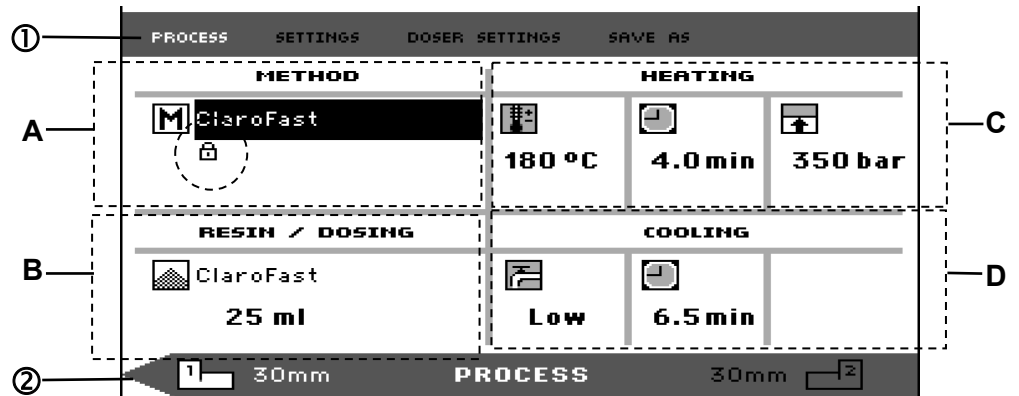 ① PROCESS SETTINGS DOSER SETTINGS SAVE AS
METHOD HEATING
A M ClaroFast C
180 ºC 4.0 min 350 bar
RESIN / DOSING COOLING
B ClaroFast D
25 ml Low 6.5 min
② 1 30mm PROCESS 30mm 2